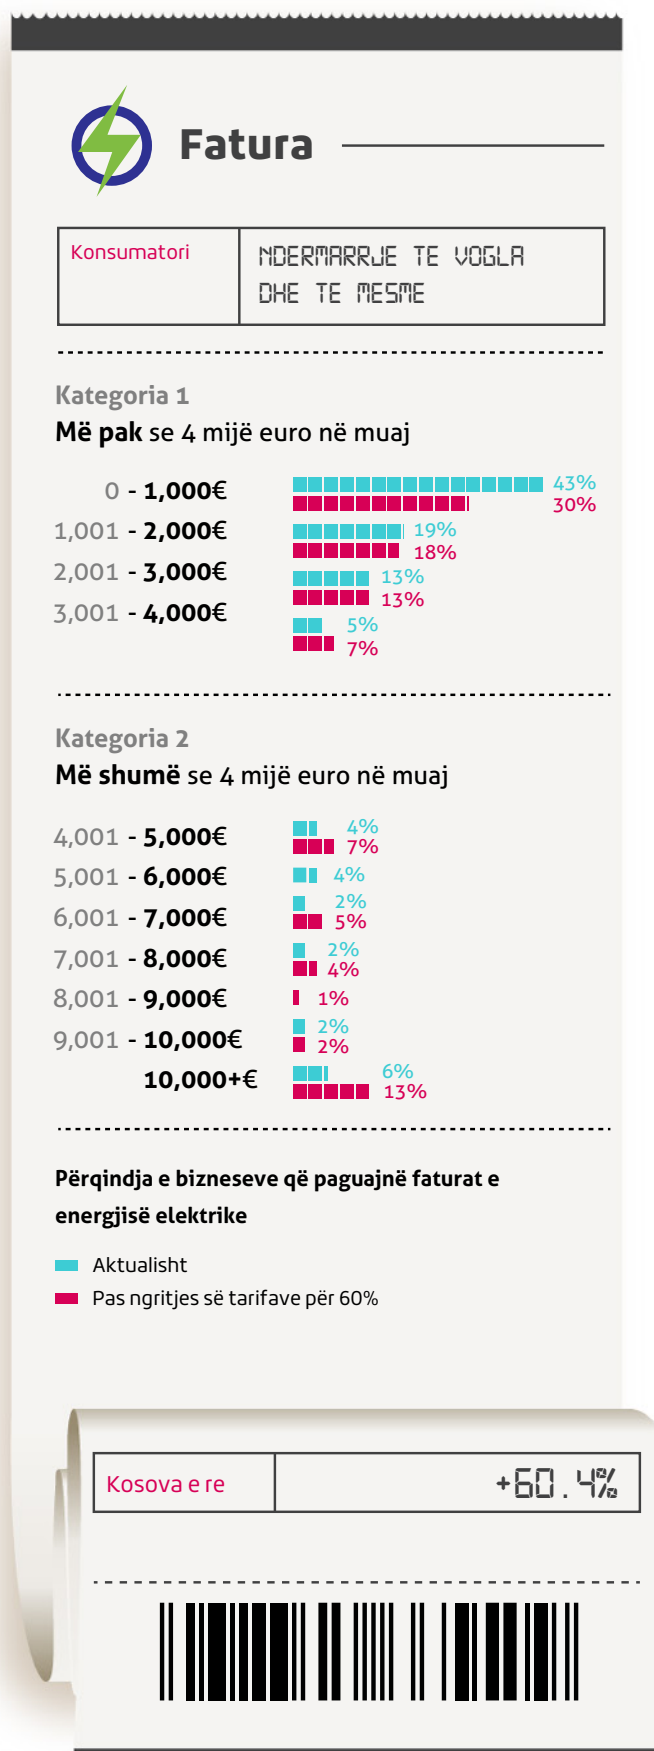 Fatura
Konsumatori
NDERMARRJE TE VOGLA
DHE TE MESME
Kategoria 1
Më pak se 4 mijë euro në muaj
0 - 1,000€
43%
30%
1,001 - 2,000€
19%
18%
2,001 - 3,000€
13%
13%
3,001 - 4,000€
5%
7%
Kategoria 2
Më shumë se 4 mijë euro në muaj
4,001 - 5,000€
4%
7%
5,001 - 6,000€
4%
6,001 - 7,000€
2%
5%
7,001 - 8,000€
2%
4%
8,001 - 9,000€
1%
9,001 - 10,000€
2%
2%
10,000+€
6%
13%
Përqindja e bizneseve që paguajnë faturat e
energjisë elektrike
Aktualisht
Pas ngritjes së tarifave për 60%
Kosova e re
+60.4%